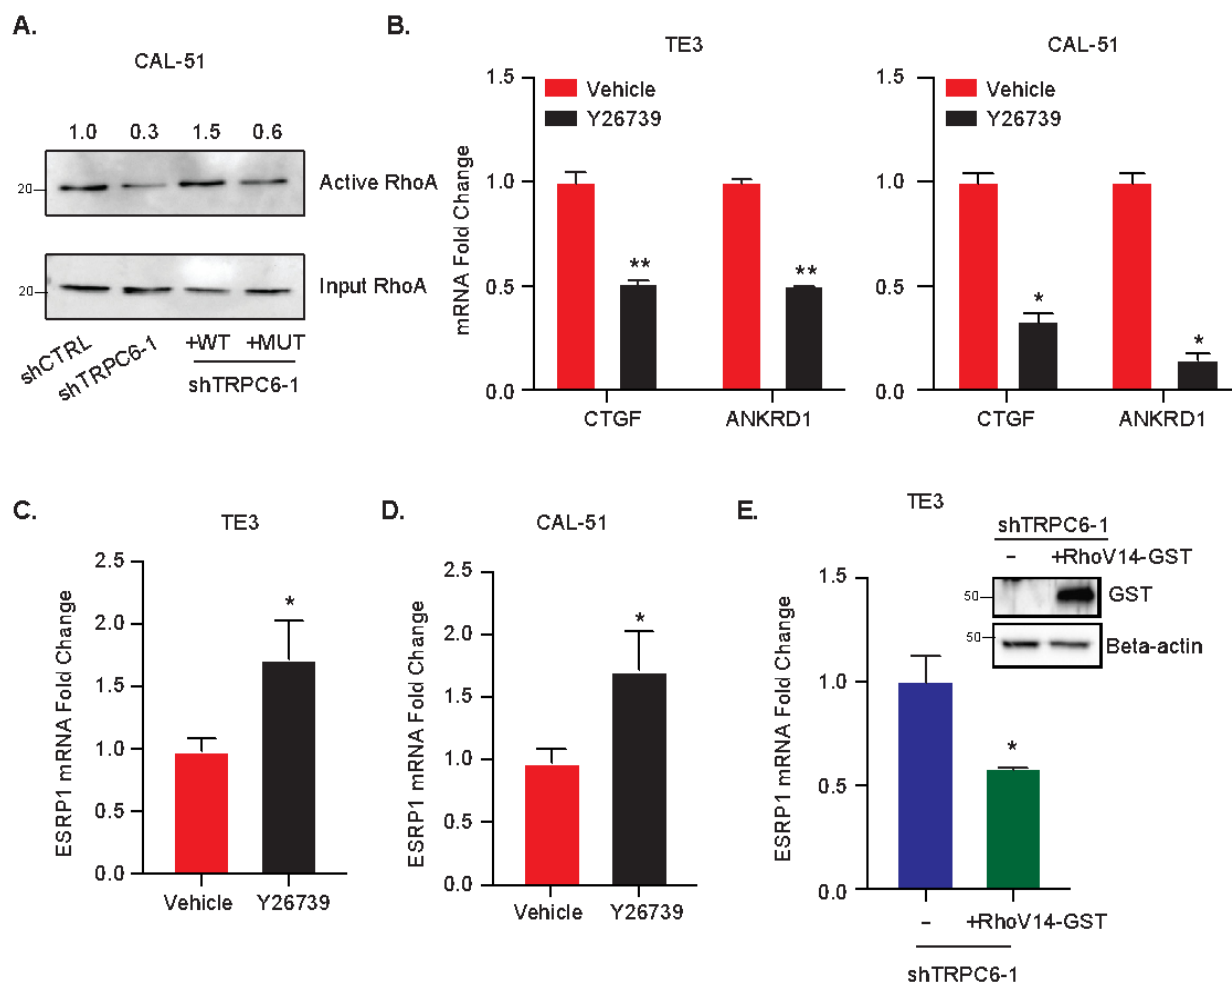 A.
CAL-51
1.0 0.3 1.5 0.6
20
Active RhoA
20
Input RhoA
shCTRL
shTRPC6-1
+WT +MUT
shTRPC6-1
B.
TE3
1.5
1.0
0.5
0.0
mRNA Fold Change
Vehicle
Y26739
**
**
CTGF
ANKRD1
CAL-51
1.5
1.0
0.5
0.0
Vehicle
Y26739
*
*
CTGF
ANKRD1
C.
TE3
2.5
2.0
1.5
1.0
0.5
0.0
ESRP1 mRNA Fold Change
*
Vehicle
Y26739
D.
CAL-51
2.5
2.0
1.5
1.0
0.5
0.0
ESRP1 mRNA Fold Change
*
Vehicle
Y26739
E.
TE3
shTRPC6-1
– +RhoV14-GST
50
GST
50
Beta-actin
1.5
1.0
0.5
0.0
ESRP1 mRNA Fold Change
*
– +RhoV14-GST
shTRPC6-1